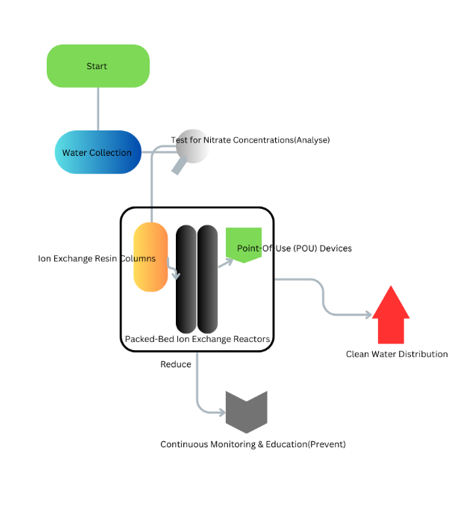 Start
Test for Nitrate Concentrations(Analyse)
Water Collection
Point-Of-Use (POU) Devices
Ion Exchange Resin Columns
Packed-Bed Ion Exchange Reactors
Clean Water Distribution
Reduce
Continuous Monitoring & Education(Prevent)